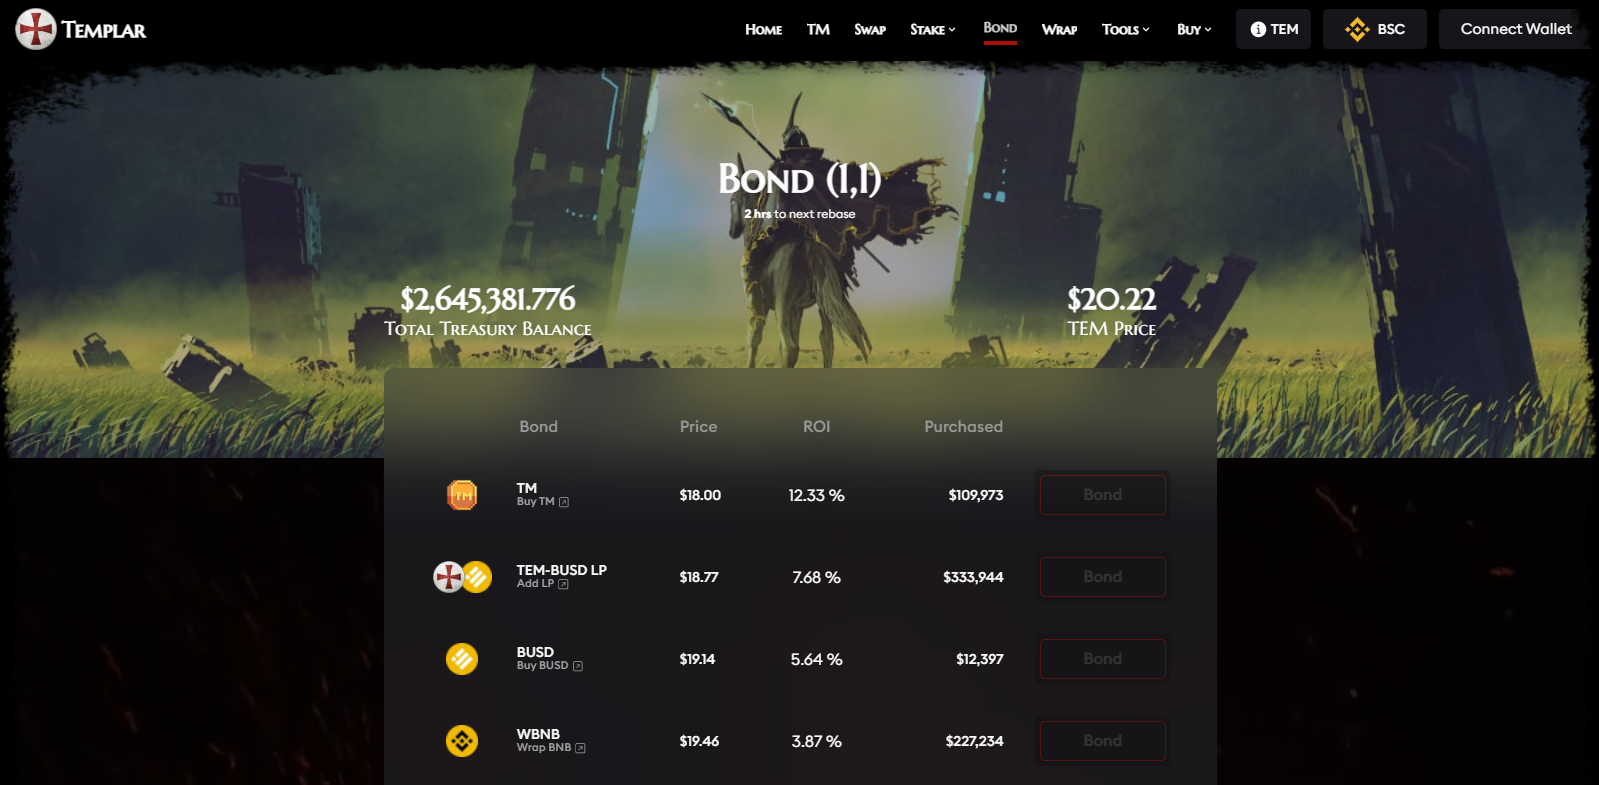 Templar
Home TM Swap Stake Bond Wrap Tools Buy TEM BSC Connect Wallet
Bond (1,1)
2 hrs to next rebase
$2,645,381.776
Total Treasury Balance
$20.22
TEM Price
Bond Price ROI Purchased
TM
Buy TM
$18.00 12.33 % $109,973 Bond
TEM-BUSD LP
Add LP
$18.77 7.68 % $333,944 Bond
BUSD
Buy BUSD
$19.14 5.64 % $12,397 Bond
WBNB
Wrap BNB
$19.46 3.87 % $227,234 Bond